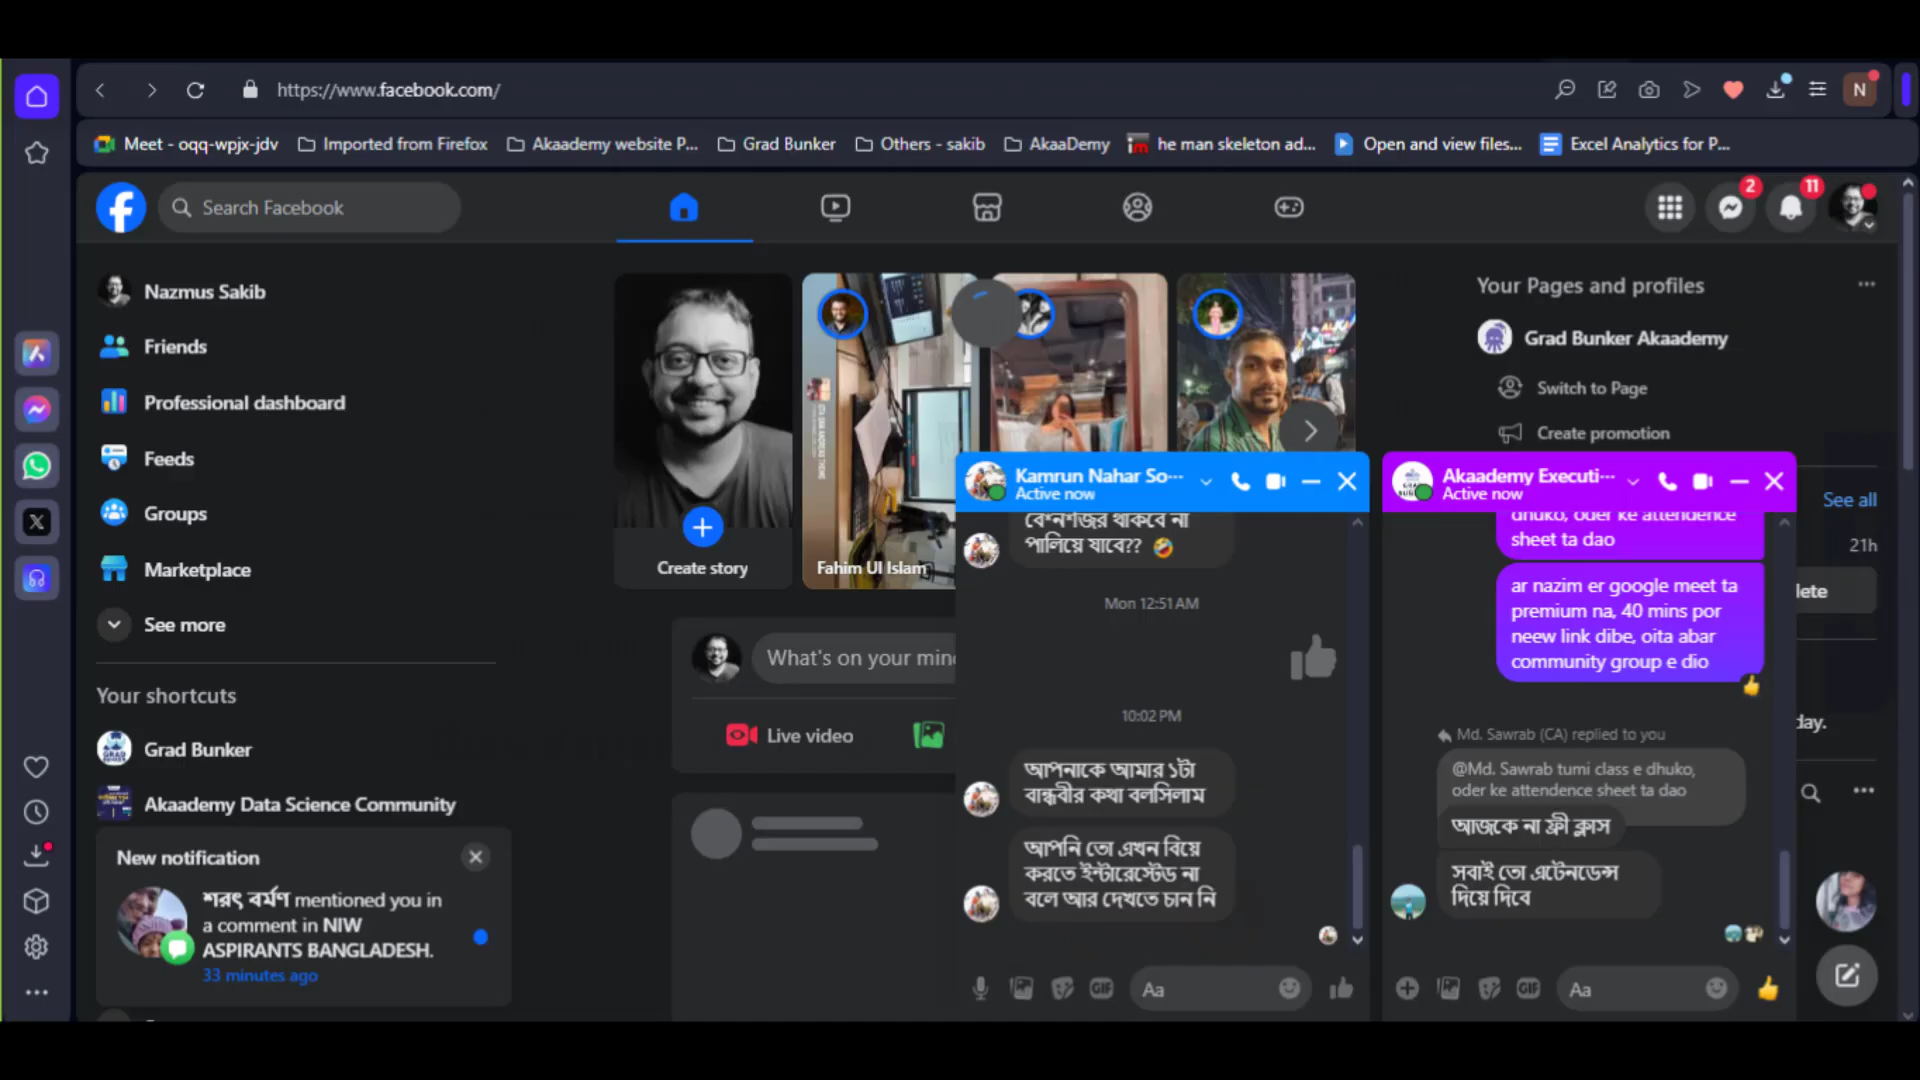 https://www.facebook.com/
N
Meet - oqq-wpjx-jdv
Imported from Firefox
Akaademy website P...
Grad Bunker
Others - sakib
AkaaDemy
he man skeleton ad...
Open and view files...
Excel Analytics for P...
Search Facebook
2
11
Nazmus Sakib
Friends
Professional dashboard
Feeds
Groups
Marketplace
See more
Your shortcuts
Grad Bunker
Akaademy Data Science Community
New notification
শরৎ বর্মণ mentioned you in
a comment in NIW
ASPIRANTS BANGLADESH.
33 minutes ago
Create story
Fahim Ul Islam
What's on your mind
Live video
Your Pages and profiles
Grad Bunker Akaademy
Switch to Page
Create promotion
See all
21h
lete
day.
Kamrun Nahar So...
Active now
পালিয়ে যাবে?? 🤣
Mon 12:51 AM
10:02 PM
আপনাকে আমার ১টা
বান্ধবীর কথা বলসিলাম
আপনি তো এখন বিয়ে
করতে ইন্টারেস্টেড না
বলে আর দেখতে চান নি
GIF
Aa
Akaademy Executi...
Active now
dhuko, oder ke attendence
sheet ta dao
ar nazim er google meet ta
premium na, 40 mins por
neew link dibe, oita abar
community group e dio
Md. Sawrab (CA) replied to you
@Md. Sawrab tumi class e dhuko,
oder ke attendence sheet ta dao
আজকে না ফ্রী ক্লাস
সবাই তো এটেনডেন্স
দিয়ে দিবে
GIF
Aa